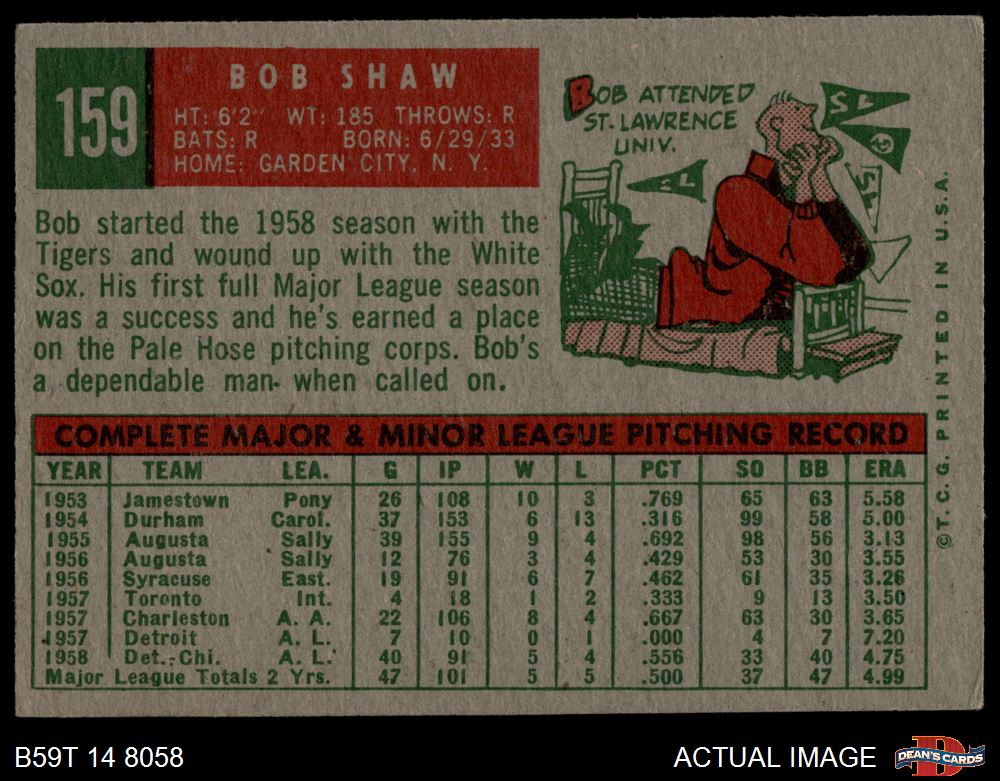 159
BOB SHAW
HT: 6'2" WT: 185 THROWS: R
BATS: R BORN: 6/29/33
HOME: GARDEN CITY, N. Y.
BOB ATTENDED
ST. LAWRENCE
UNIV.
SL
SL
SL
Bob started the 1958 season with the
Tigers and wound up with the White
Sox. His first full Major League season
was a success and he's earned a place
on the Pale Hose pitching corps. Bob's
a dependable man when called on.
COMPLETE MAJOR & MINOR LEAGUE PITCHING RECORD
YEAR TEAM LEA. G IP W L PCT SO BB ERA
1953 Jamestown Pony 26 108 10 3 .769 65 63 5.58
1954 Durham Carol. 37 153 6 13 .316 99 58 5.00
1955 Augusta Sally 39 155 9 4 .692 98 56 3.13
1956 Augusta Sally 12 76 3 4 .429 53 30 3.55
1956 Syracuse East. 19 91 6 7 .462 61 35 3.26
1957 Toronto Int. 4 18 1 2 .333 9 13 3.50
1957 Charleston A. A. 22 106 8 4 .667 63 30 3.65
1957 Detroit A. L. 7 10 0 1 .000 4 7 7.20
1958 Det.-Chi. A. L. 40 91 5 4 .556 33 40 4.75
Major League Totals 2 Yrs. 47 101 5 5 .500 37 47 4.99
©T. C. G. PRINTED IN U.S.A.
B59T 14 8058
ACTUAL IMAGE
D
DEAN'S CARDS